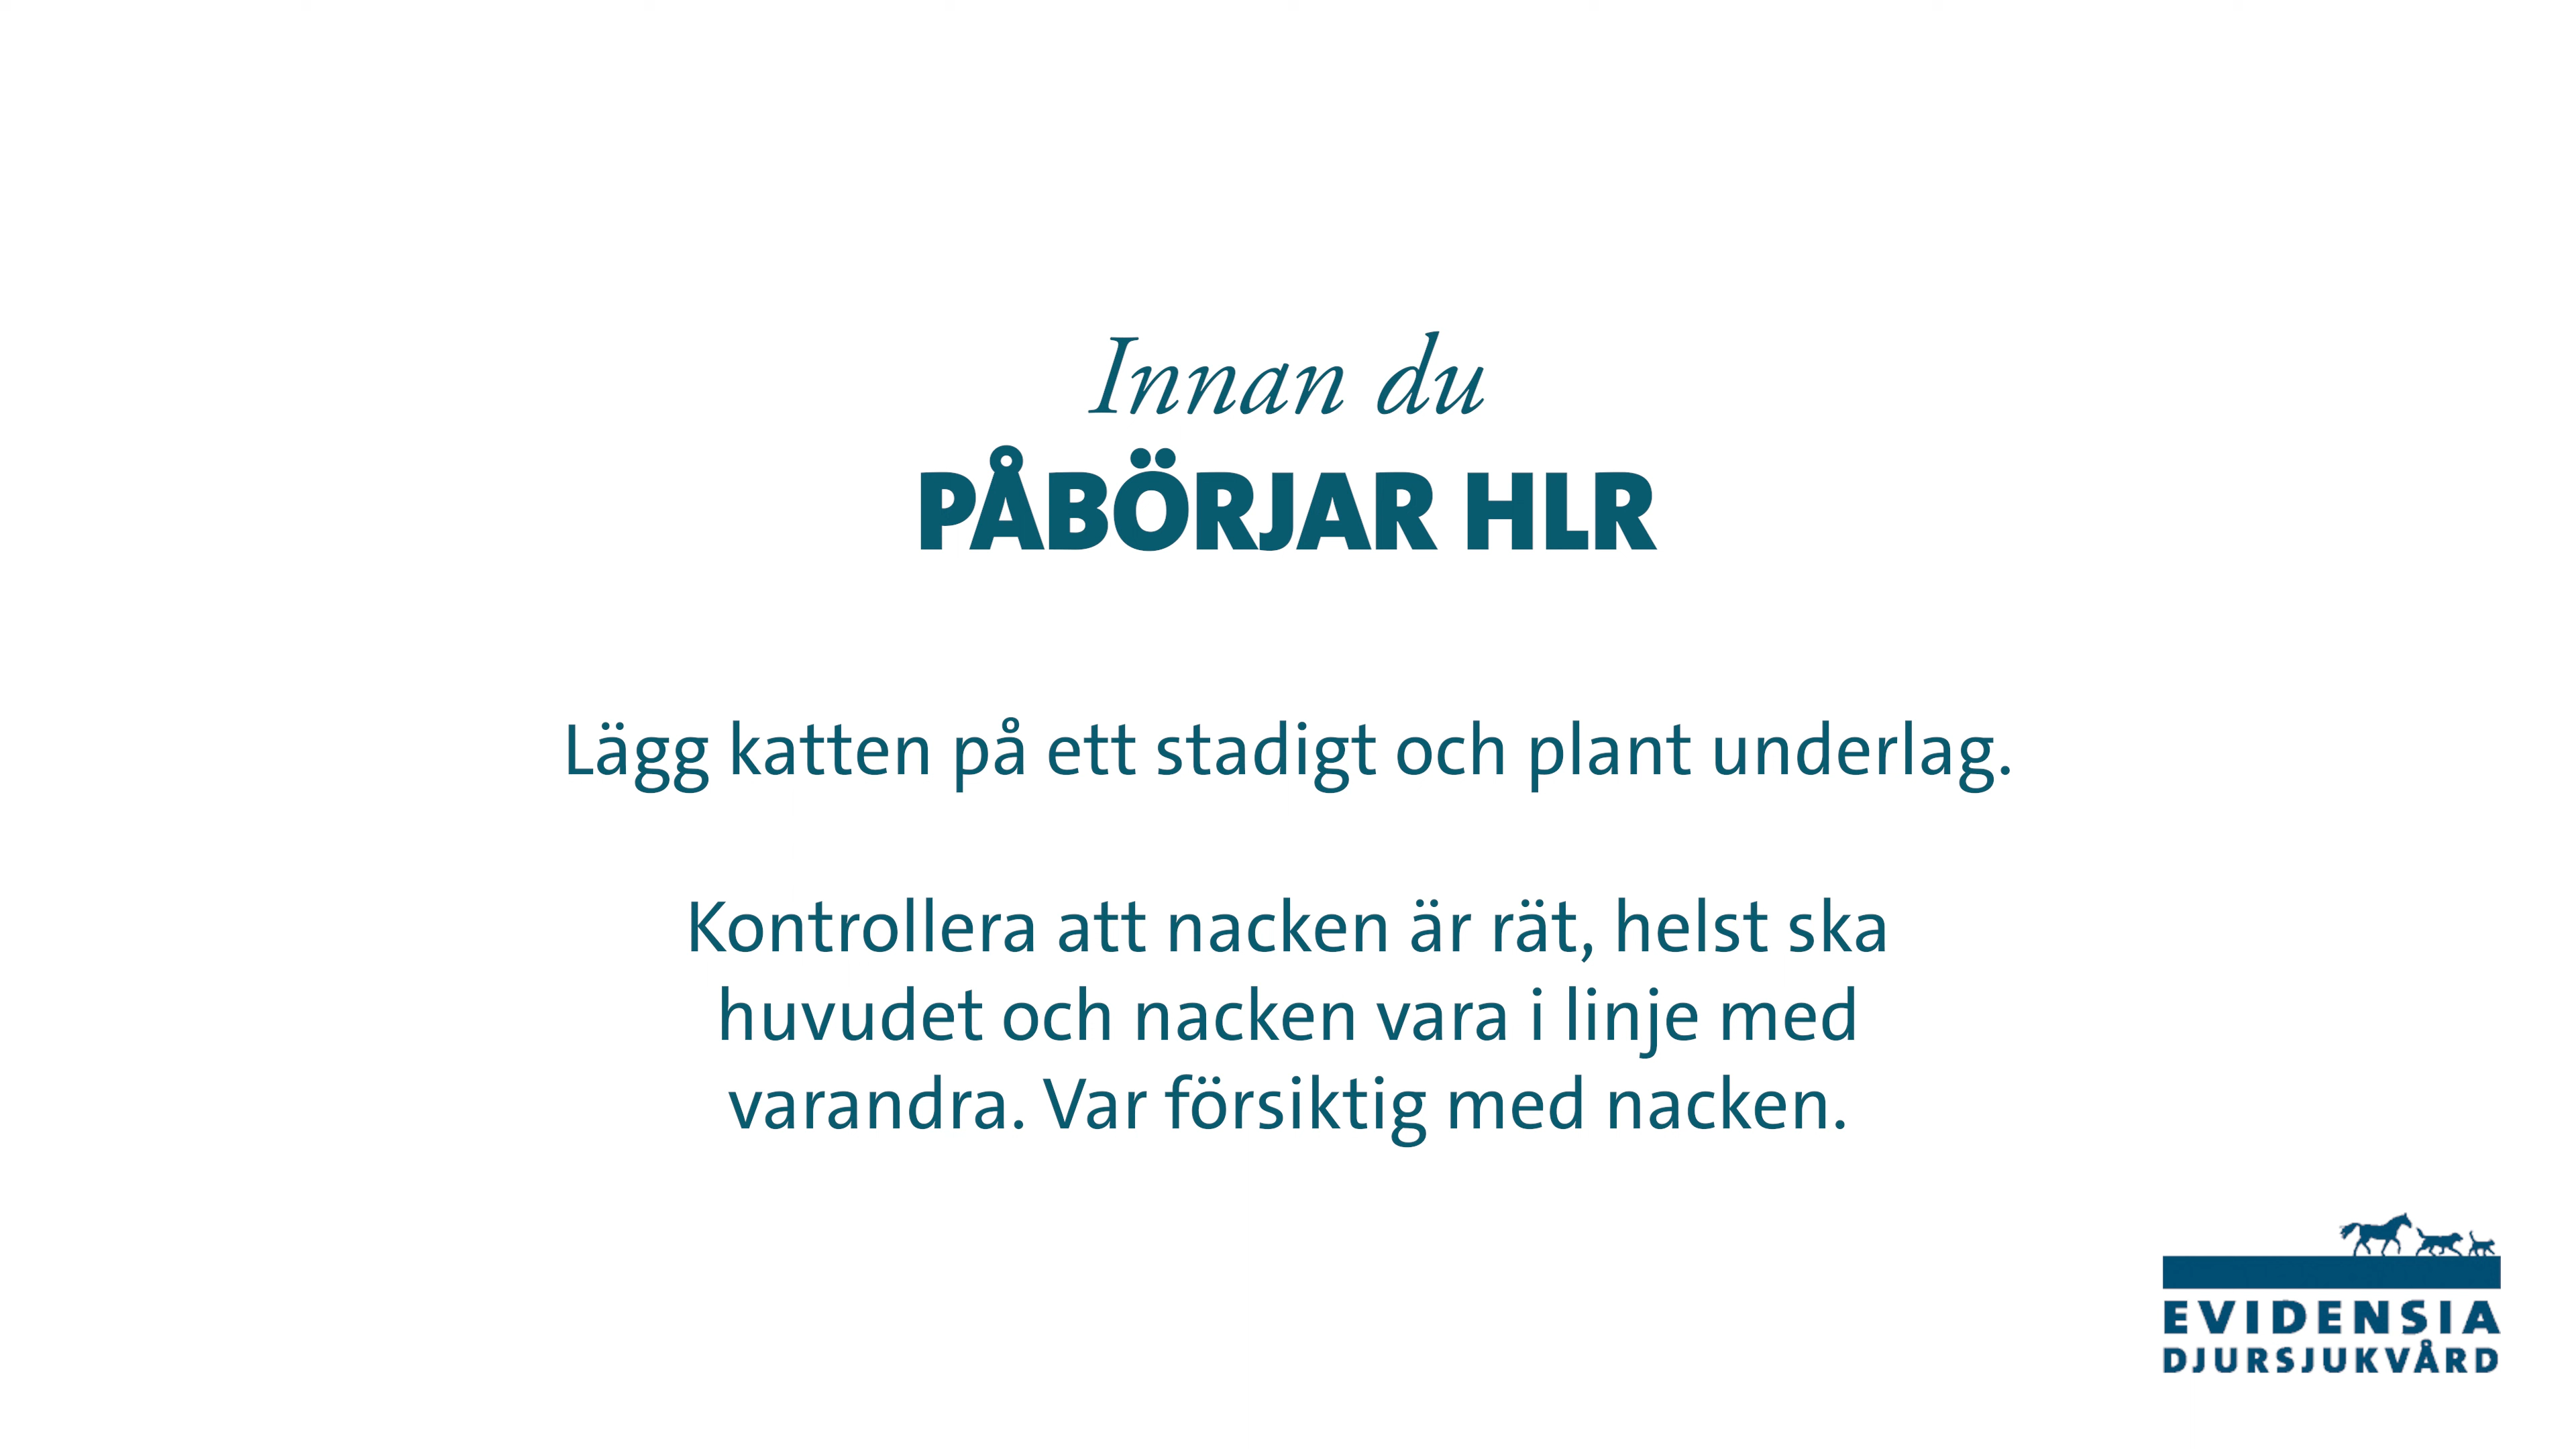 Innan du
PÅBÖRJAR HLR
Lägg katten på ett stadigt och plant underlag.
Kontrollera att nacken är rät, helst ska
huvudet och nacken vara i linje med
varandra. Var försiktig med nacken.
EVIDENSIA
DJURSJUKVÅRD